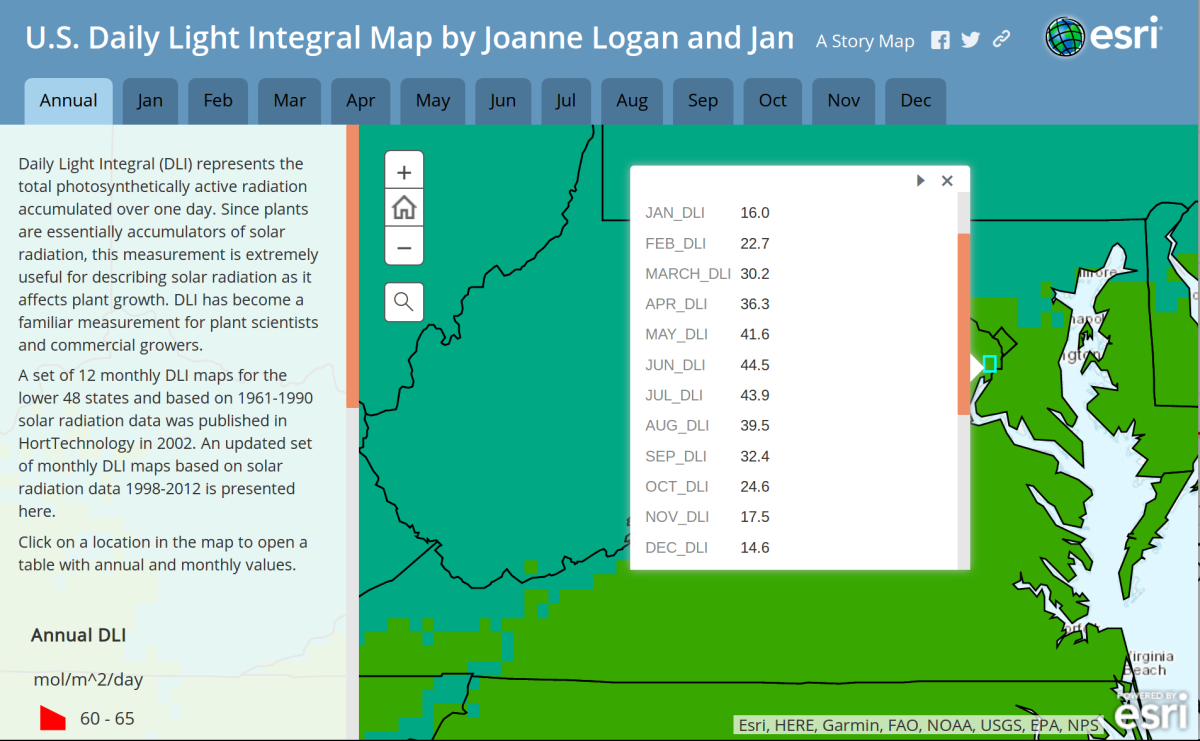 U.S. Daily Light Integral Map by Joanne Logan and Jan
A Story Map
esri
Annual
Jan
Feb
Mar
Apr
May
Jun
Jul
Aug
Sep
Oct
Nov
Dec
Daily Light Integral (DLI) represents the
total photosynthetically active radiation
accumulated over one day. Since plants
are essentially accumulators of solar
radiation, this measurement is extremely
useful for describing solar radiation as it
affects plant growth. DLI has become a
familiar measurement for plant scientists
and commercial growers.
A set of 12 monthly DLI maps for the
lower 48 states and based on 1961-1990
solar radiation data was published in
HortTechnology in 2002. An updated set
of monthly DLI maps based on solar
radiation data 1998-2012 is presented
here.
Click on a location in the map to open a
table with annual and monthly values.
Annual DLI
mol/m^2/day
60 - 65
+
−
JAN_DLI 16.0
FEB_DLI 22.7
MARCH_DLI 30.2
APR_DLI 36.3
MAY_DLI 41.6
JUN_DLI 44.5
JUL_DLI 43.9
AUG_DLI 39.5
SEP_DLI 32.4
OCT_DLI 24.6
NOV_DLI 17.5
DEC_DLI 14.6
Virginia
Beach
POWERED BY
esri
Esri, HERE, Garmin, FAO, NOAA, USGS, EPA, NPS